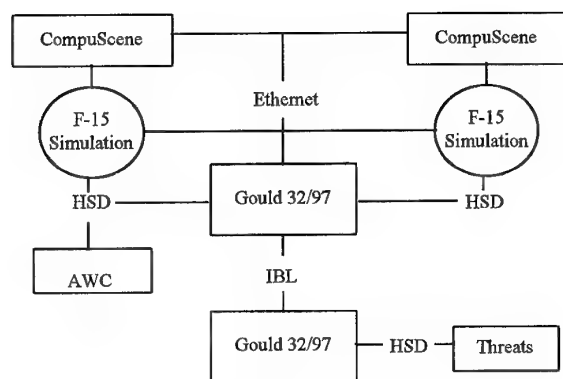 CompuScene
CompuScene
Ethernet
F-15
Simulation
F-15
Simulation
HSD
Gould 32/97
HSD
AWC
IBL
Gould 32/97
HSD
Threats